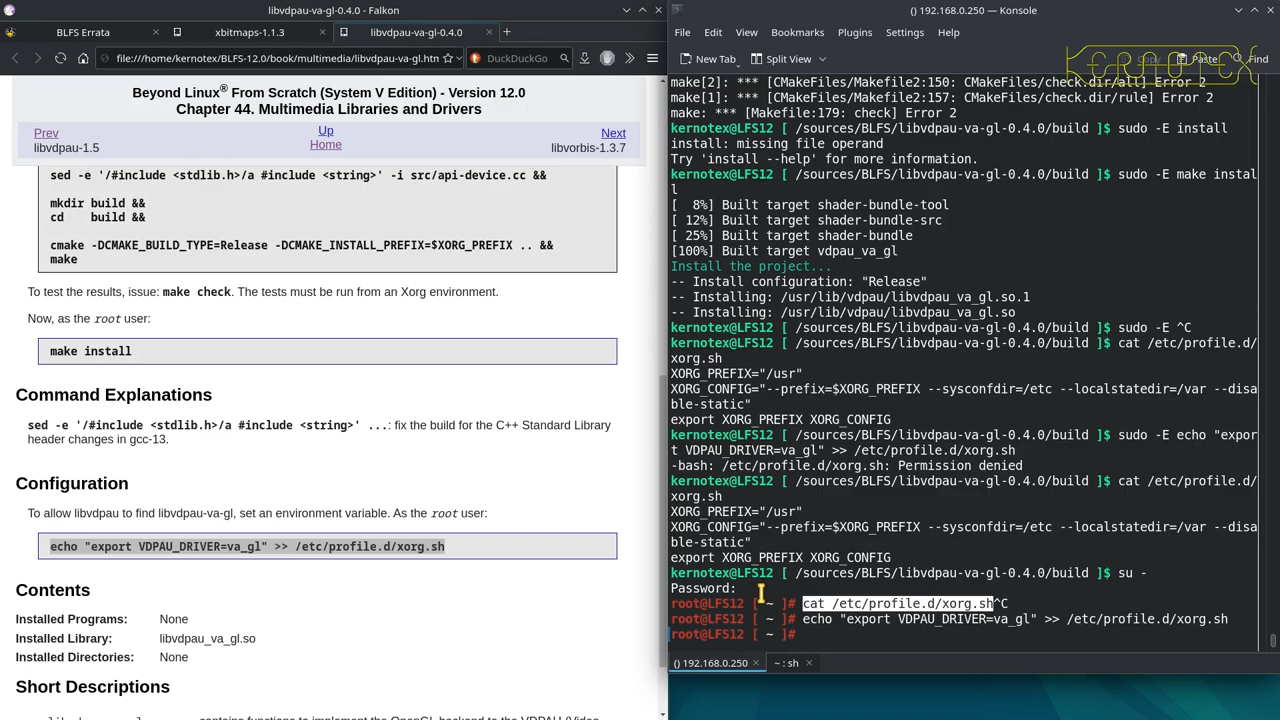 libvdpau-va-gl-0.4.0 - Falkon
BLFS Errata
xbitmaps-1.1.3
libvdpau-va-gl-0.4.0
file:///home/kernotex/BLFS-12.0/book/multimedia/libvdpau-va-gl.htm
DuckDuckGo
Beyond Linux® From Scratch (System V Edition) - Version 12.0
Chapter 44. Multimedia Libraries and Drivers
Prev
Up
Next
libvdpau-1.5
Home
libvorbis-1.3.7
sed -e '/#include <stdlib.h>/a #include <string>' -i src/api-device.cc &&
mkdir build &&
cd    build &&
cmake -DCMAKE_BUILD_TYPE=Release -DCMAKE_INSTALL_PREFIX=$XORG_PREFIX .. &&
make
To test the results, issue: make check. The tests must be run from an Xorg environment.
Now, as the root user:
make install
Command Explanations
sed -e '/#include <stdlib.h>/a #include <string>' ...: fix the build for the C++ Standard Library
header changes in gcc-13.
Configuration
To allow libvdpau to find libvdpau-va-gl, set an environment variable. As the root user:
echo "export VDPAU_DRIVER=va_gl" >> /etc/profile.d/xorg.sh
Contents
Installed Programs: None
Installed Library: libvdpau_va_gl.so
Installed Directories: None
Short Descriptions
contains functions to implement the OpenGL backend to the VDPAU (Video
() 192.168.0.250 — Konsole
File Edit View Bookmarks Plugins Settings Help
New Tab Split View Copy Paste Find
KERNOTEX
make[2]: *** [CMakeFiles/Makefile2:150: CMakeFiles/check.dir/all] Error 2
make[1]: *** [CMakeFiles/Makefile2:157: CMakeFiles/check.dir/rule] Error 2
make: *** [Makefile:179: check] Error 2
kernotex@LFS12 [ /sources/BLFS/libvdpau-va-gl-0.4.0/build ]$ sudo -E install
install: missing file operand
Try 'install --help' for more information.
kernotex@LFS12 [ /sources/BLFS/libvdpau-va-gl-0.4.0/build ]$ sudo -E make instal
l
[  8%] Built target shader-bundle-tool
[ 12%] Built target shader-bundle-src
[ 25%] Built target shader-bundle
[100%] Built target vdpau_va_gl
Install the project...
-- Install configuration: "Release"
-- Installing: /usr/lib/vdpau/libvdpau_va_gl.so.1
-- Installing: /usr/lib/vdpau/libvdpau_va_gl.so
kernotex@LFS12 [ /sources/BLFS/libvdpau-va-gl-0.4.0/build ]$ sudo -E ^C
kernotex@LFS12 [ /sources/BLFS/libvdpau-va-gl-0.4.0/build ]$ cat /etc/profile.d/
xorg.sh
XORG_PREFIX="/usr"
XORG_CONFIG="--prefix=$XORG_PREFIX --sysconfdir=/etc --localstatedir=/var --disa
ble-static"
export XORG_PREFIX XORG_CONFIG
kernotex@LFS12 [ /sources/BLFS/libvdpau-va-gl-0.4.0/build ]$ sudo -E echo "expor
t VDPAU_DRIVER=va_gl" >> /etc/profile.d/xorg.sh
-bash: /etc/profile.d/xorg.sh: Permission denied
kernotex@LFS12 [ /sources/BLFS/libvdpau-va-gl-0.4.0/build ]$ cat /etc/profile.d/
xorg.sh
XORG_PREFIX="/usr"
XORG_CONFIG="--prefix=$XORG_PREFIX --sysconfdir=/etc --localstatedir=/var --disa
ble-static"
export XORG_PREFIX XORG_CONFIG
kernotex@LFS12 [ /sources/BLFS/libvdpau-va-gl-0.4.0/build ]$ su -
Password:
root@LFS12 [ ~ ]# cat /etc/profile.d/xorg.sh^C
root@LFS12 [ ~ ]# echo "export VDPAU_DRIVER=va_gl" >> /etc/profile.d/xorg.sh
root@LFS12 [ ~ ]#
() 192.168.0.250
~ : sh